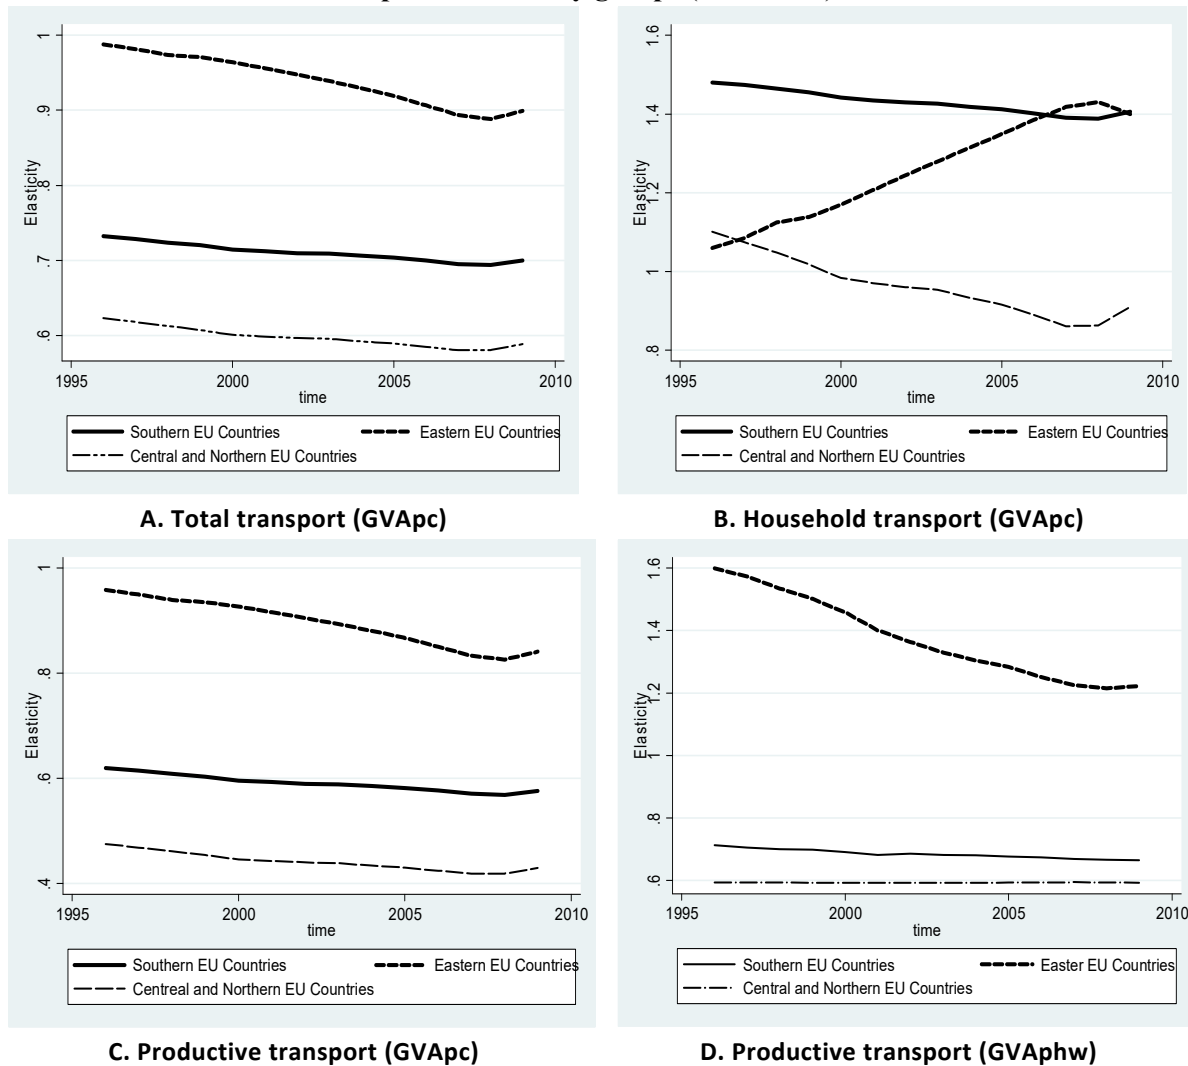 1
.9
.8
.7
.6
Elasticity
1995 2000 2005 2010
time
Southern EU Countries Eastern EU Countries
Central and Northern EU Countries
A. Total transport (GVApc)
1.6
1.4
1.2
1
.8
Elasticity
1995 2000 2005 2010
time
Southern EU Countries Eastern EU Countries
Central and Northern EU Countries
B. Household transport (GVApc)
1
.8
.6
.4
Elasticity
1995 2000 2005 2010
time
Southern EU Countries Eastern EU Countries
Centreal and Northern EU Countries
C. Productive transport (GVApc)
1.6
1.4
1.2
1
.8
.6
Elasticity
1995 2000 2005 2010
time
Southern EU Countries Easter EU Countries
Central and Northern EU Countries
D. Productive transport (GVAphw)